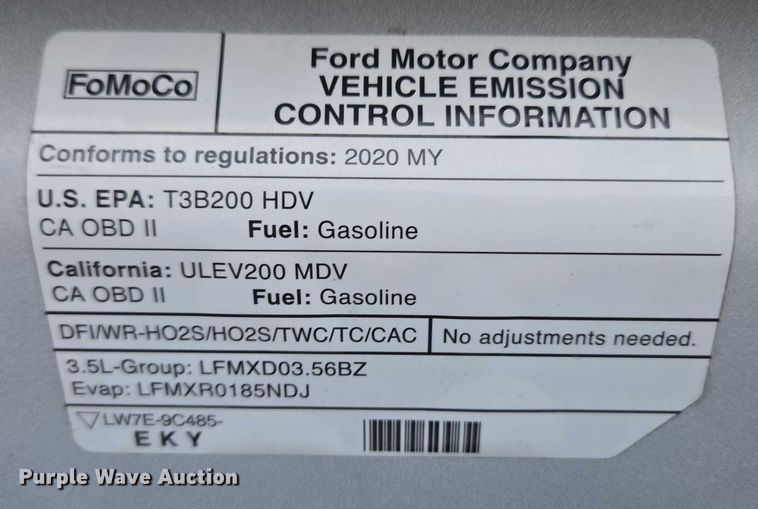 FoMoCo
Ford Motor Company
VEHICLE EMISSION
CONTROL INFORMATION
Conforms to regulations: 2020 MY
U.S. EPA: T3B200 HDV
CA OBD II Fuel: Gasoline
California: ULEV200 MDV
CA OBD II Fuel: Gasoline
DFI/WR-HO2S/HO2S/TWC/TC/CAC No adjustments needed.
3.5L-Group: LFMXD03.56BZ
Evap: LFMXR0185NDJ
LW7E-9C485-
EKY
Purple Wave Auction